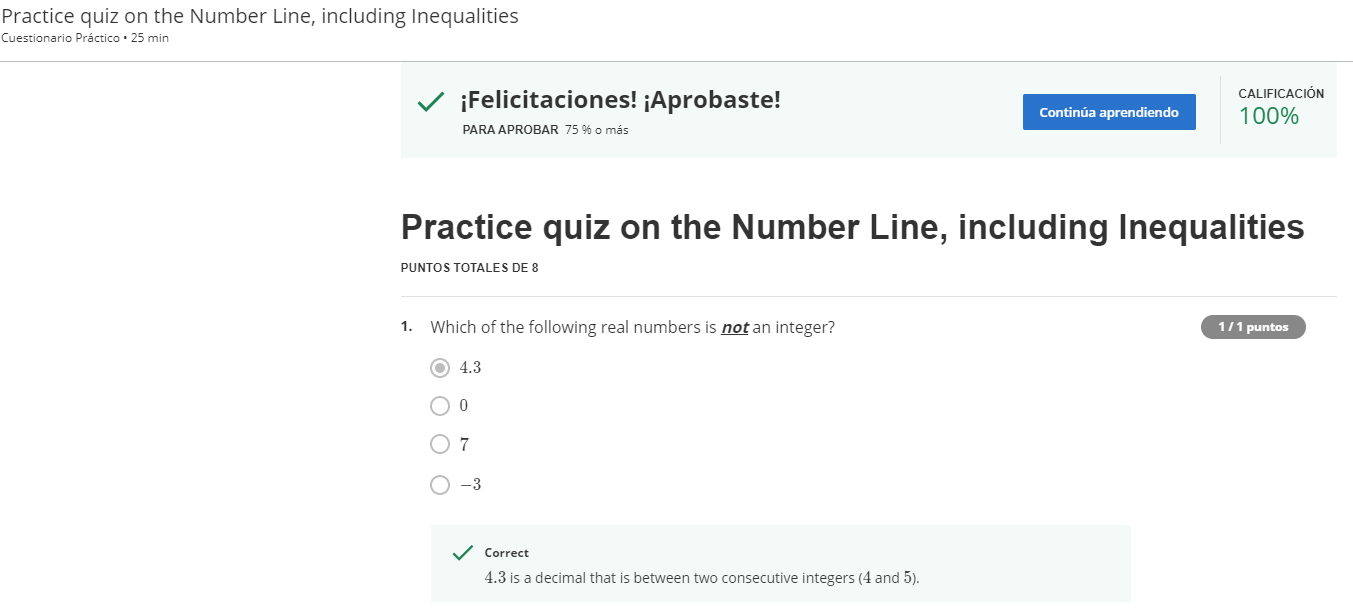 Practice quiz on the Number Line, including Inequalities
Cuestionario Práctico • 25 min
¡Felicitaciones! ¡Aprobaste!
PARA APROBAR 75 % o más
Continúa aprendiendo
CALIFICACIÓN
100%
Practice quiz on the Number Line, including Inequalities
PUNTOS TOTALES DE 8
1. Which of the following real numbers is not an integer?
1 / 1 puntos
4.3
0
7
−3
Correct
4.3 is a decimal that is between two consecutive integers (4 and 5).